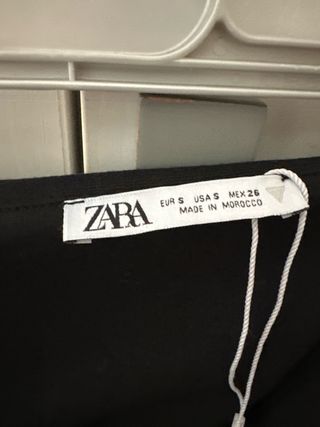 ZARA
EUR S USA S MEX 26
MADE IN MOROCCO